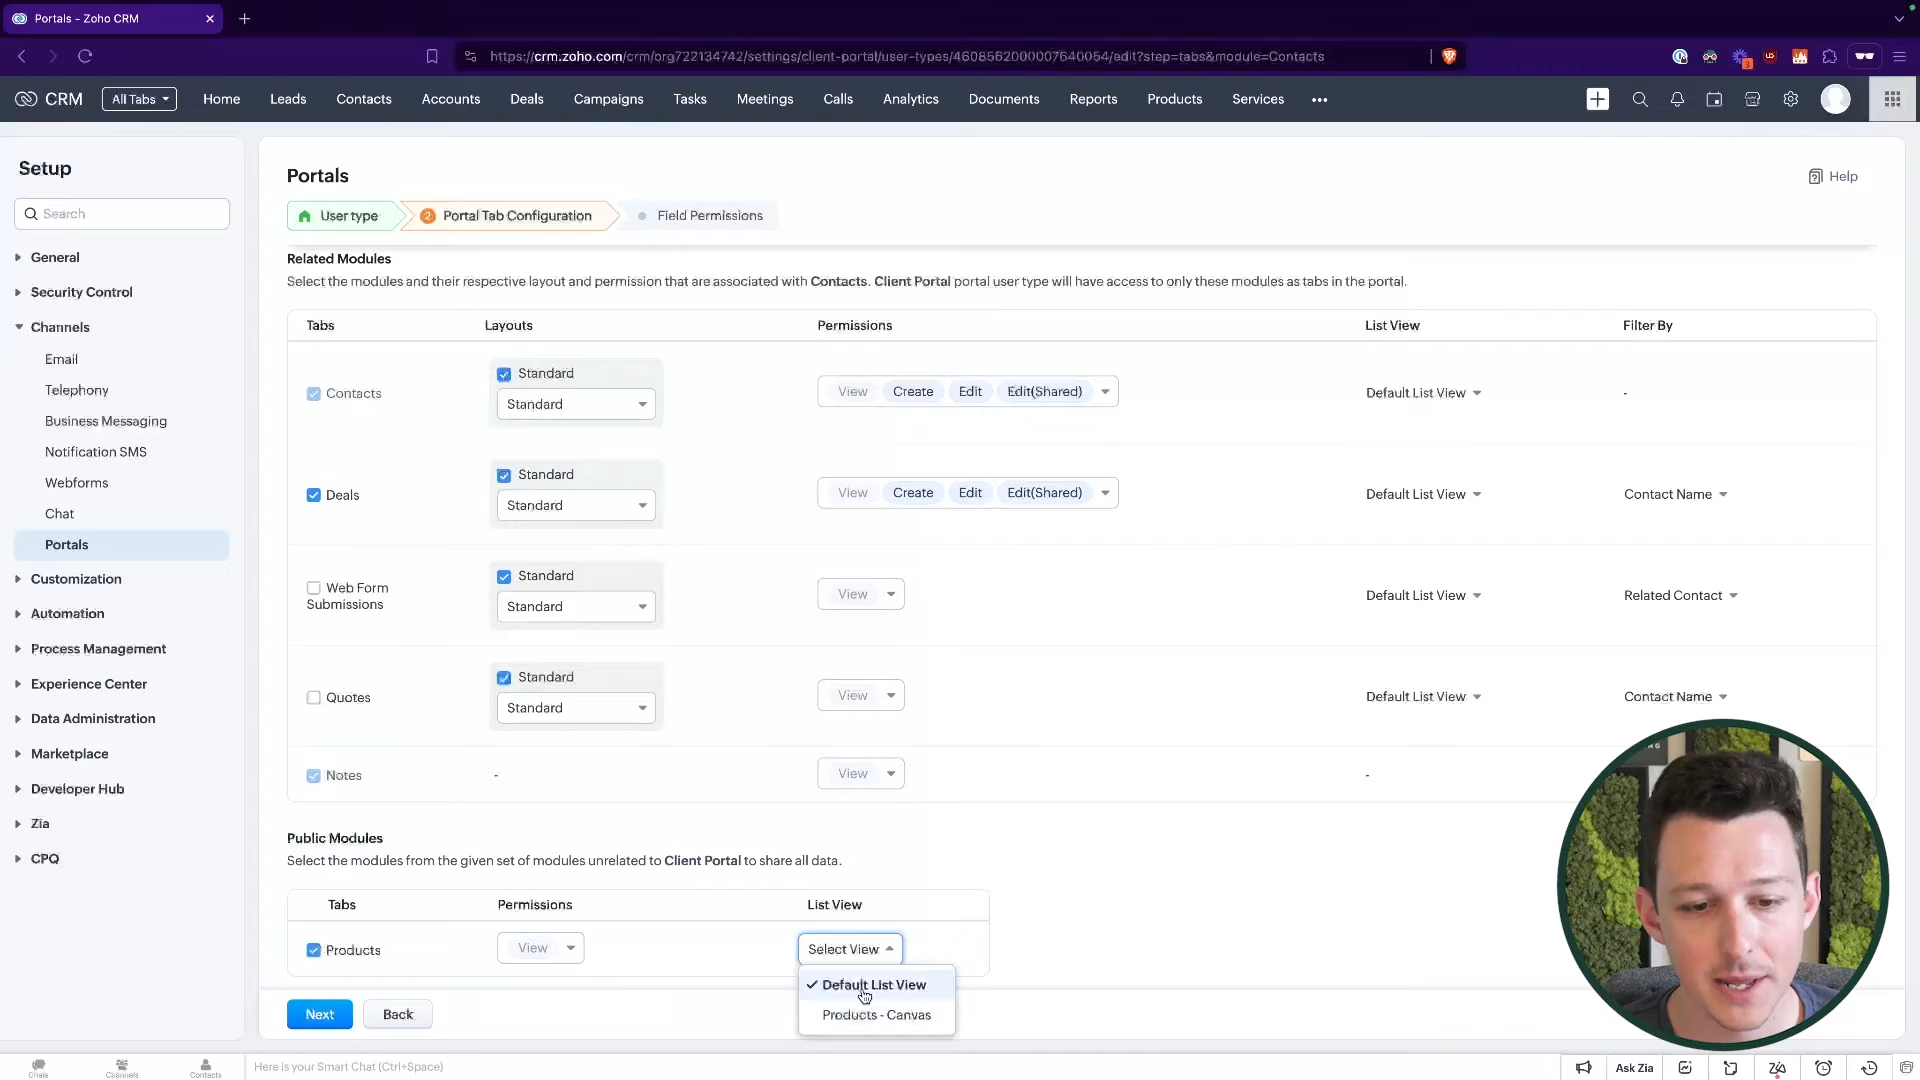 Portals - Zoho CRM
https://crm.zoho.com/crm/org722134742/settings/client-portal/user-types/4608562000007640054/edit?step=tabs&module=Contacts
CRM
All Tabs
Home
Leads
Contacts
Accounts
Deals
Campaigns
Tasks
Meetings
Calls
Analytics
Documents
Reports
Products
Services
Setup
Search
General
Security Control
Channels
Email
Telephony
Business Messaging
Notification SMS
Webforms
Chat
Portals
Customization
Automation
Process Management
Experience Center
Data Administration
Marketplace
Developer Hub
Zia
CPQ
Portals
Help
User type
2 Portal Tab Configuration
Field Permissions
Related Modules
Select the modules and their respective layout and permission that are associated with Contacts. Client Portal portal user type will have access to only these modules as tabs in the portal.
Tabs Layouts Permissions List View Filter By
Contacts
Standard
Standard
View Create Edit Edit(Shared)
Default List View
-
Deals
Standard
Standard
View Create Edit Edit(Shared)
Default List View
Contact Name
Web Form
Submissions
Standard
Standard
View
Default List View
Related Contact
Quotes
Standard
Standard
View
Default List View
Contact Name
Notes
-
View
-
Public Modules
Select the modules from the given set of modules unrelated to Client Portal to share all data.
Tabs Permissions List View
Products
View
Select View
Default List View
Products - Canvas
Next
Back
Chats
Channels
Contacts
Here is your Smart Chat (Ctrl+Space)
Ask Zia